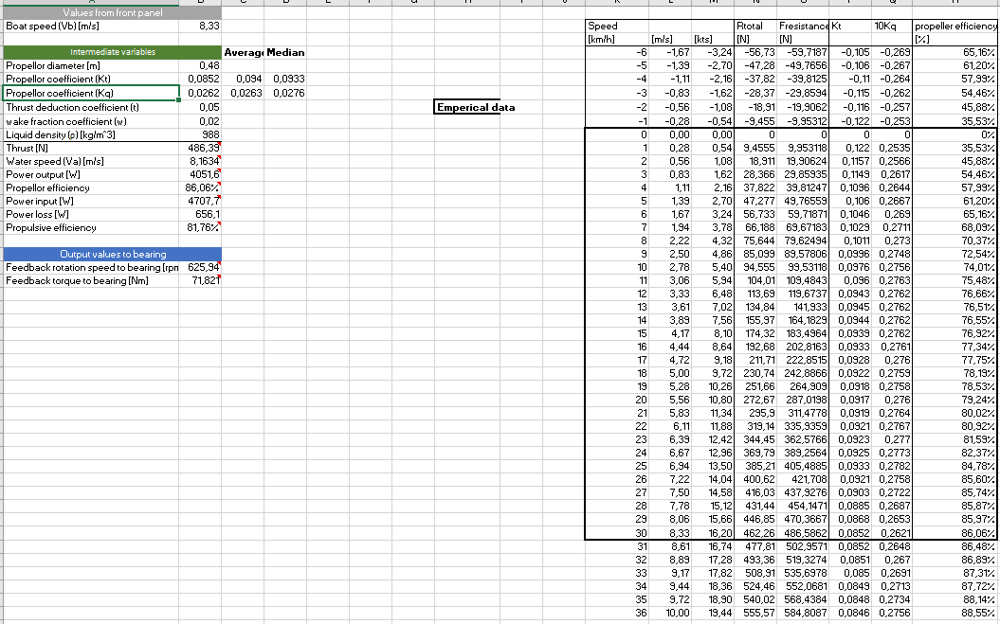 Values from front panel
Boat speed (Vb) [m/s] 8,33
Intermediate variables Average Median
Propellor diameter [m] 0,48
Propellor coefficient (Kt) 0,0852 0,094 0,0933
Propellor coefficient (Kq) 0,0262 0,0263 0,0276
Thrust deduction coefficient (t) 0,05
wake fraction coefficient (w) 0,02
Liquid density (ρ) [kg/m^3] 988
Thrust [N] 486,39
Water speed (Va) [m/s] 8,1634
Power output [W] 4051,6
Propellor efficiency 86,06%
Power input [W] 4707,7
Power loss [W] 656,1
Propulsive efficiency 81,76%
Output values to bearing
Feedback rotation speed to bearing [rpm 625,94
Feedback torque to bearing [Nm] 71,821
Emperical data
Speed Rtotal Fresistance Kt 10Kq propeller efficiency
[km/h] [m/s] [kts] [N] [N] [%]
-6 -1,67 -3,24 -56,73 -59,7187 -0,105 -0,269 65,16%
-5 -1,39 -2,70 -47,28 -49,7656 -0,106 -0,267 61,20%
-4 -1,11 -2,16 -37,82 -39,8125 -0,11 -0,264 57,99%
-3 -0,83 -1,62 -28,37 -29,8594 -0,115 -0,262 54,46%
-2 -0,56 -1,08 -18,91 -19,9062 -0,116 -0,257 45,88%
-1 -0,28 -0,54 -9,455 -9,95312 -0,122 -0,253 35,53%
0 0,00 0,00 0 0 0 0 0%
1 0,28 0,54 9,4555 9,953118 0,122 0,2535 35,53%
2 0,56 1,08 18,911 19,90624 0,1157 0,2566 45,88%
3 0,83 1,62 28,366 29,85935 0,1149 0,2617 54,46%
4 1,11 2,16 37,822 39,81247 0,1096 0,2644 57,99%
5 1,39 2,70 47,277 49,76559 0,106 0,2667 61,20%
6 1,67 3,24 56,733 59,71871 0,1046 0,269 65,16%
7 1,94 3,78 66,188 69,67183 0,1029 0,2711 68,09%
8 2,22 4,32 75,644 79,62494 0,1011 0,273 70,37%
9 2,50 4,86 85,099 89,57806 0,0996 0,2748 72,54%
10 2,78 5,40 94,555 99,53118 0,0976 0,2756 74,01%
11 3,06 5,94 104,01 109,4843 0,096 0,2763 75,48%
12 3,33 6,48 113,69 119,6737 0,0943 0,2762 76,66%
13 3,61 7,02 134,84 141,933 0,0945 0,2762 76,51%
14 3,89 7,56 155,97 164,1829 0,0944 0,2762 76,55%
15 4,17 8,10 174,32 183,4964 0,0939 0,2762 76,92%
16 4,44 8,64 192,68 202,8163 0,0933 0,2761 77,34%
17 4,72 9,18 211,71 222,8515 0,0928 0,276 77,75%
18 5,00 9,72 230,74 242,8866 0,0922 0,2759 78,19%
19 5,28 10,26 251,66 264,909 0,0918 0,2758 78,53%
20 5,56 10,80 272,67 287,0198 0,0917 0,276 79,24%
21 5,83 11,34 295,9 311,4778 0,0919 0,2764 80,02%
22 6,11 11,88 319,14 335,9359 0,0921 0,2767 80,92%
23 6,39 12,42 344,45 362,5766 0,0923 0,277 81,59%
24 6,67 12,96 369,79 389,2564 0,0925 0,2773 82,37%
25 6,94 13,50 385,21 405,4885 0,0933 0,2782 84,78%
26 7,22 14,04 400,62 421,708 0,0921 0,2758 85,60%
27 7,50 14,58 416,03 437,9276 0,0903 0,2722 85,74%
28 7,78 15,12 431,44 454,1471 0,0885 0,2687 85,87%
29 8,06 15,66 446,85 470,3667 0,0868 0,2653 85,97%
30 8,33 16,20 462,26 486,5862 0,0852 0,2621 86,06%
31 8,61 16,74 477,81 502,9571 0,0852 0,2648 86,48%
32 8,89 17,28 493,36 519,3274 0,0851 0,267 86,89%
33 9,17 17,82 508,91 535,6978 0,085 0,2691 87,31%
34 9,44 18,36 524,46 552,0681 0,0849 0,2713 87,72%
35 9,72 18,90 540,02 568,4384 0,0848 0,2734 88,14%
36 10,00 19,44 555,57 584,8087 0,0846 0,2756 88,55%